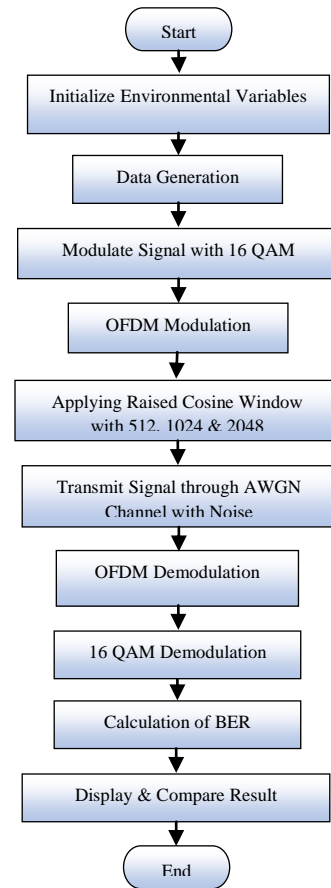 Start
Initialize Environmental Variables
Data Generation
Modulate Signal with 16 QAM
OFDM Modulation
Applying Raised Cosine Window
with 512, 1024 & 2048
Transmit Signal through AWGN
Channel with Noise
OFDM Demodulation
16 QAM Demodulation
Calculation of BER
Display & Compare Result
End